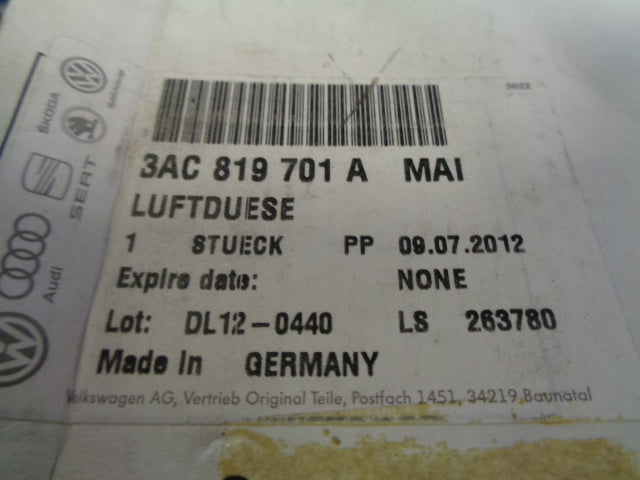 3622
3AC 819 701 A MAI
LUFTDUESE
1 STUECK PP 09.07.2012
Expire date: NONE
Lot: DL12-0440 LS 263780
Made in GERMANY
Volkswagen AG, Vertrieb Original Teile, Postfach 1451, 34219 Baunatal
ŠKODA
SEAT
Audi